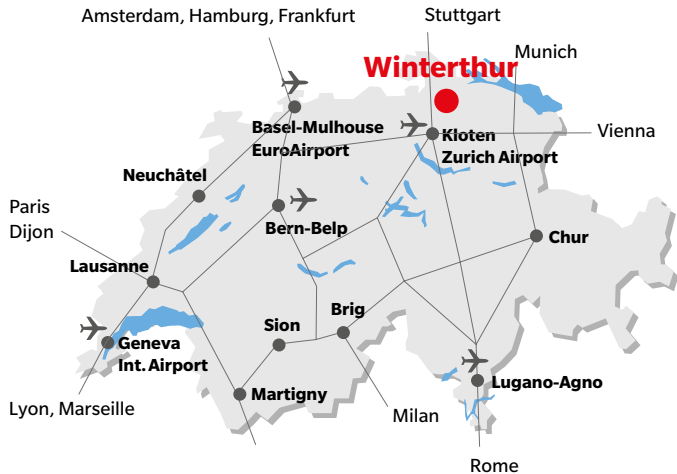 Amsterdam, Hamburg, Frankfurt
Stuttgart
Munich
Winterthur
Basel-Mulhouse
EuroAirport
Kloten
Zurich Airport
Vienna
Neuchâtel
Paris
Dijon
Bern-Belp
Chur
Lausanne
Brig
Sion
Geneva
Int. Airport
Martigny
Lugano-Agno
Lyon, Marseille
Milan
Rome